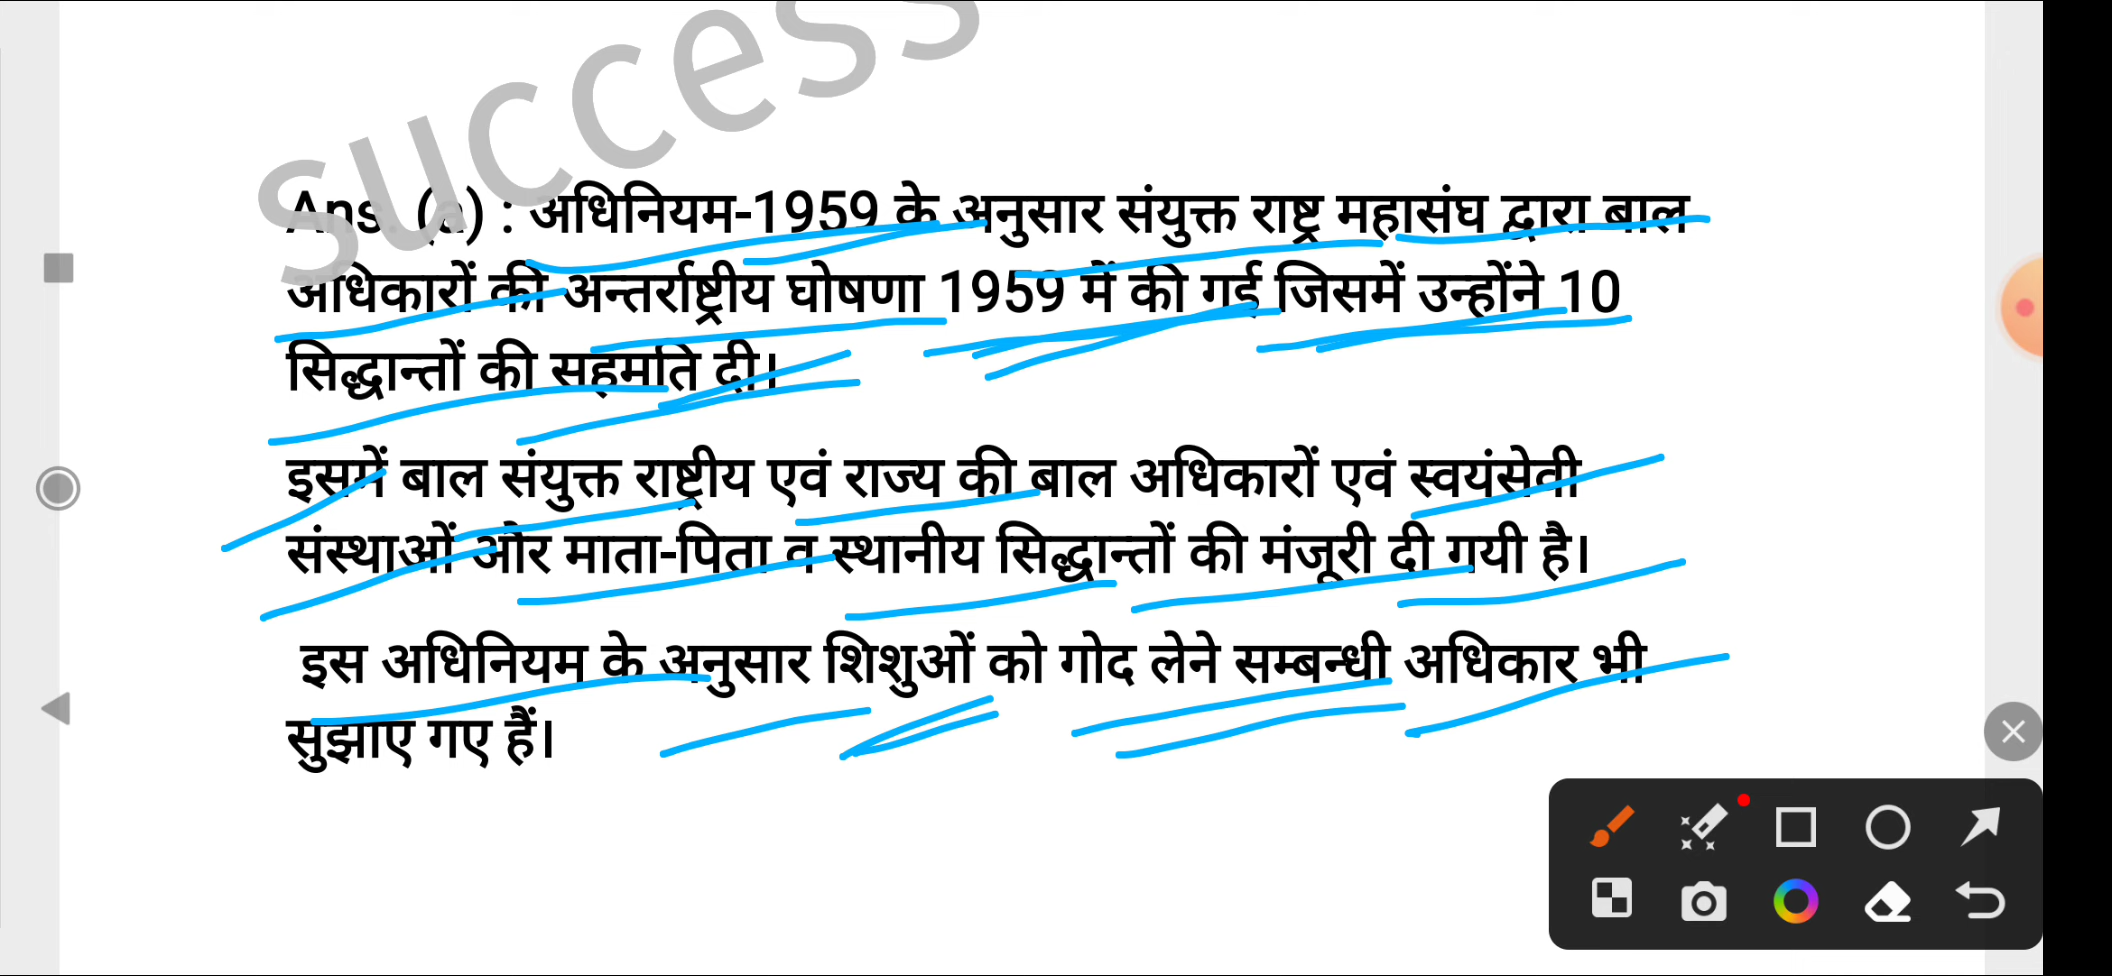 success
Ans. (a) : अधिनियम-1959 के अनुसार संयुक्त राष्ट्र महासंघ द्वारा बाल
अधिकारों की अन्तर्राष्ट्रीय घोषणा 1959 में की गई जिसमें उन्होंने 10
सिद्धान्तों की सहमति दी।
इसमें बाल संयुक्त राष्ट्रीय एवं राज्य की बाल अधिकारों एवं स्वयंसेवी
संस्थाओं और माता-पिता व स्थानीय सिद्धान्तों की मंजूरी दी गयी है।
इस अधिनियम के अनुसार शिशुओं को गोद लेने सम्बन्धी अधिकार भी
सुझाए गए हैं।